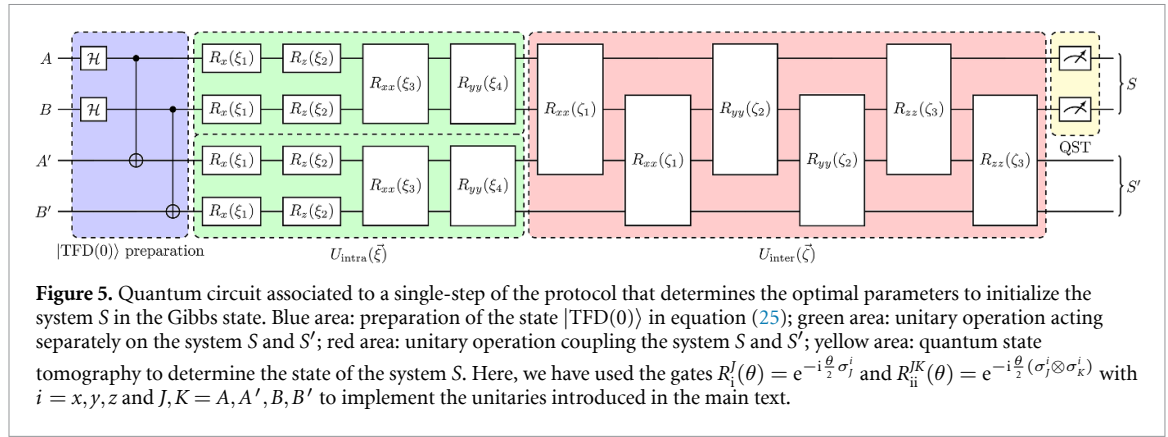 A H R_x(ξ_1) R_z(ξ_2) R_xx(ξ_3) R_yy(ξ_4) R_xx(ζ_1) R_yy(ζ_2) R_zz(ζ_3) S
B H R_x(ξ_1) R_z(ξ_2)
QST
A′ R_x(ξ_1) R_z(ξ_2) R_xx(ξ_3) R_yy(ξ_4) R_xx(ζ_1) R_yy(ζ_2) R_zz(ζ_3) S′
B′ R_x(ξ_1) R_z(ξ_2)
|TFD(0)⟩ preparation U_intra(ξ⃗) U_inter(ζ⃗)
Figure 5. Quantum circuit associated to a single-step of the protocol that determines the optimal parameters to initialize the
system S in the Gibbs state. Blue area: preparation of the state |TFD(0)⟩ in equation (25); green area: unitary operation acting
separately on the system S and S′; red area: unitary operation coupling the system S and S′; yellow area: quantum state
tomography to determine the state of the system S. Here, we have used the gates R_i^J(θ) = e^{−i θ/2 σ_J^i} and R_ii^{JK}(θ) = e^{−i θ/2 (σ_J^i⊗σ_K^i)} with
i = x, y, z and J, K = A, A′, B, B′ to implement the unitaries introduced in the main text.